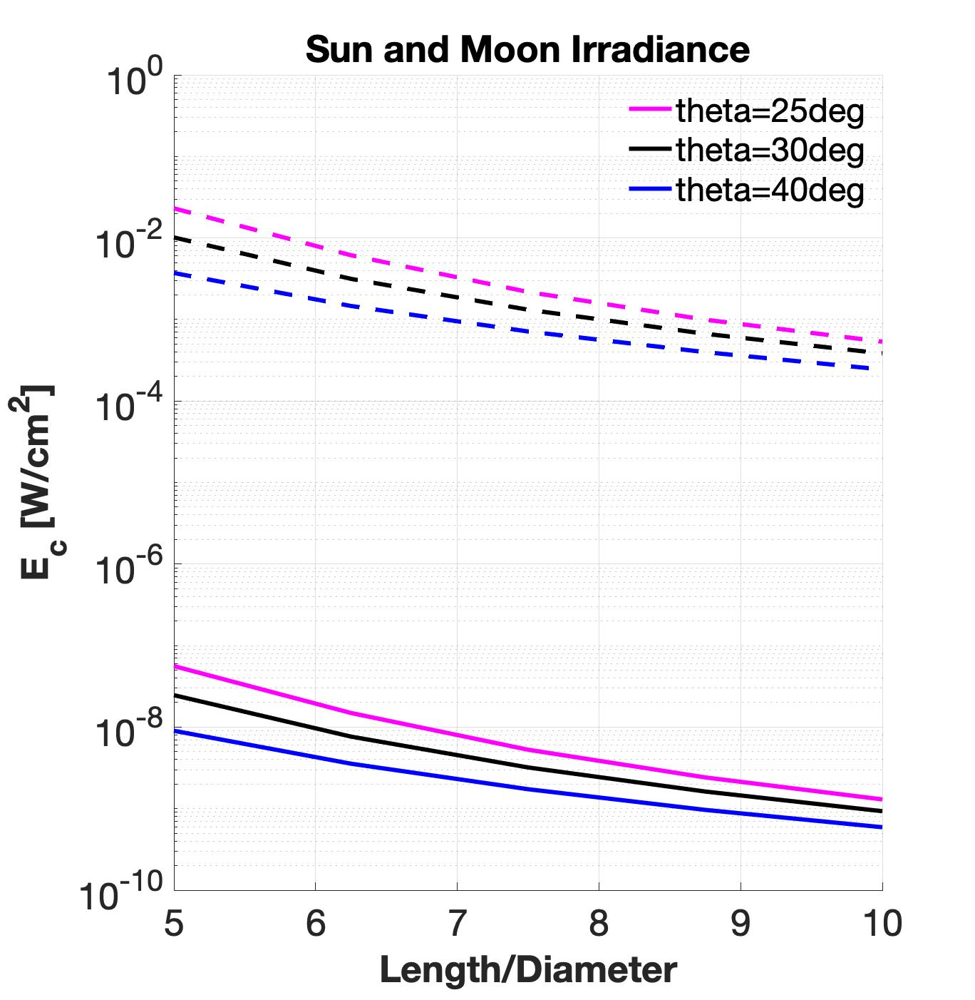 Sun and Moon Irradiance
10^0
10^-2
10^-4
10^-6
10^-8
10^-10
E_c [W/cm^2]
theta=25deg
theta=30deg
theta=40deg
5 6 7 8 9 10
Length/Diameter